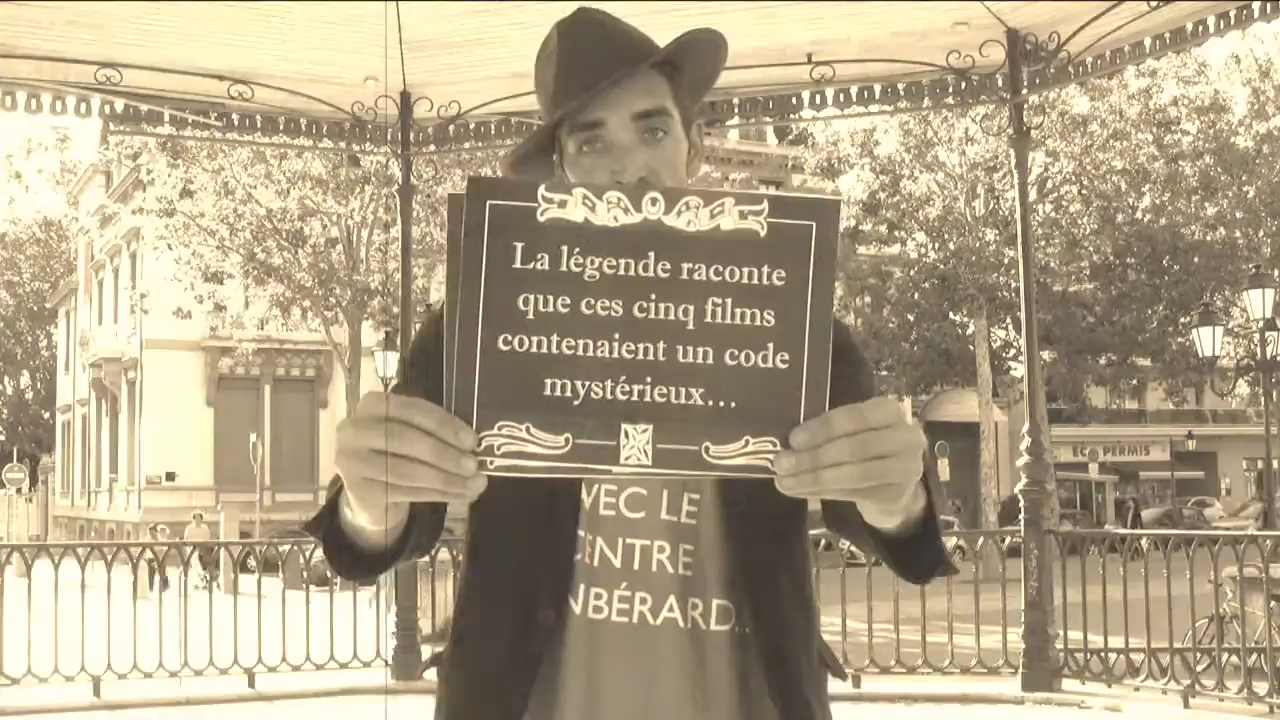 La légende raconte
que ces cinq films
contenaient un code
mystérieux...
VEC LE
ENTRE
NBÉRARD...
ECO PERMIS